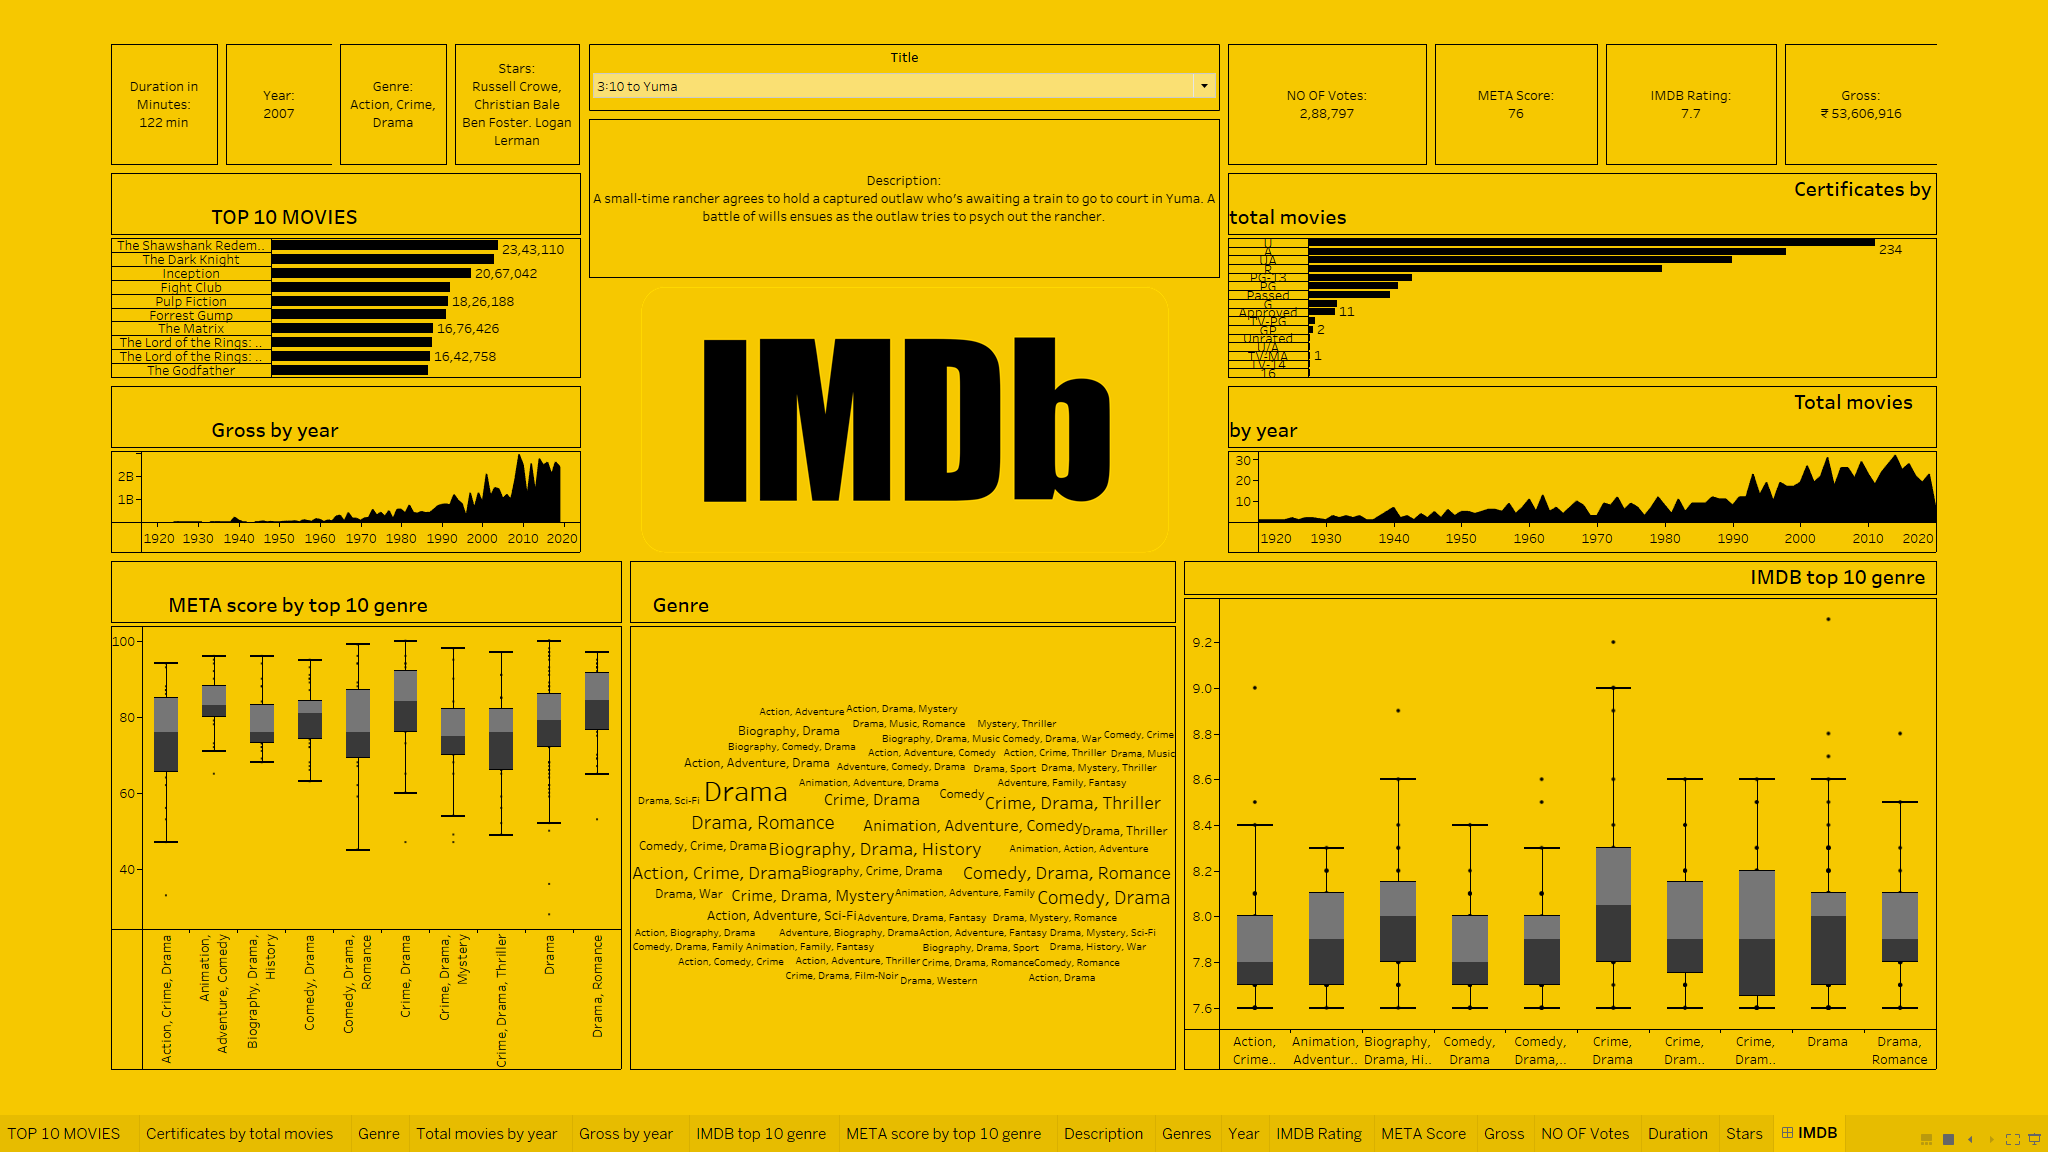 Duration in
Minutes:
122 min
Year:
2007
Genre:
Action, Crime,
Drama
Stars:
Russell Crowe,
Christian Bale
Ben Foster. Logan
Lerman
Title
3:10 to Yuma
NO OF Votes:
2,88,797
META Score:
76
IMDB Rating:
7.7
Gross:
₹ 53,606,916
Description:
A small-time rancher agrees to hold a captured outlaw who's awaiting a train to go to court in Yuma. A
battle of wills ensues as the outlaw tries to psych out the rancher.
TOP 10 MOVIES
The Shawshank Redem.. 23,43,110
The Dark Knight
Inception 20,67,042
Fight Club
Pulp Fiction 18,26,188
Forrest Gump
The Matrix 16,76,426
The Lord of the Rings: ..
The Lord of the Rings: .. 16,42,758
The Godfather
Certificates by
total movies
U
A 234
UA
R
PG-13
PG
Passed
G
Approved 11
TV-PG
GP 2
Unrated
U/A
TV-MA 1
TV-14
16
IMDb
Gross by year
2B
1B
1920 1930 1940 1950 1960 1970 1980 1990 2000 2010 2020
Total movies
by year
30
20
10
1920 1930 1940 1950 1960 1970 1980 1990 2000 2010 2020
META score by top 10 genre
100
80
60
40
Action, Crime, Drama
Animation,
Adventure, Comedy
Biography, Drama,
History
Comedy, Drama
Comedy, Drama,
Romance
Crime, Drama
Crime, Drama,
Mystery
Crime, Drama, Thriller
Drama
Drama, Romance
Genre
Action, Adventure Action, Drama, Mystery
Drama, Music, Romance Mystery, Thriller
Biography, Drama
Biography, Drama, Music Comedy, Drama, War Comedy, Crime
Biography, Comedy, Drama
Action, Adventure, Comedy Action, Crime, Thriller Drama, Music
Action, Adventure, Drama Adventure, Comedy, Drama Drama, Sport Drama, Mystery, Thriller
Animation, Adventure, Drama Adventure, Family, Fantasy
Drama, Sci-Fi Drama Crime, Drama Comedy Crime, Drama, Thriller
Drama, Romance Animation, Adventure, Comedy Drama, Thriller
Comedy, Crime, Drama Biography, Drama, History Animation, Action, Adventure
Action, Crime, Drama Biography, Crime, Drama Comedy, Drama, Romance
Drama, War Crime, Drama, Mystery Animation, Adventure, Family Comedy, Drama
Action, Adventure, Sci-Fi Adventure, Drama, Fantasy Drama, Mystery, Romance
Action, Biography, Drama Adventure, Biography, Drama Action, Adventure, Fantasy Drama, Mystery, Sci-Fi
Comedy, Drama, Family Animation, Family, Fantasy Biography, Drama, Sport Drama, History, War
Action, Comedy, Crime Action, Adventure, Thriller Crime, Drama, Romance Comedy, Romance
Crime, Drama, Film-Noir Drama, Western Action, Drama
IMDB top 10 genre
9.2
9.0
8.8
8.6
8.4
8.2
8.0
7.8
7.6
Action,
Crime..
Animation,
Adventur..
Biography,
Drama, Hi..
Comedy,
Drama
Comedy,
Drama,..
Crime,
Drama
Crime,
Dram..
Crime,
Dram..
Drama
Drama,
Romance
TOP 10 MOVIES Certificates by total movies Genre Total movies by year Gross by year IMDB top 10 genre META score by top 10 genre Description Genres Year IMDB Rating META Score Gross NO OF Votes Duration Stars IMDB